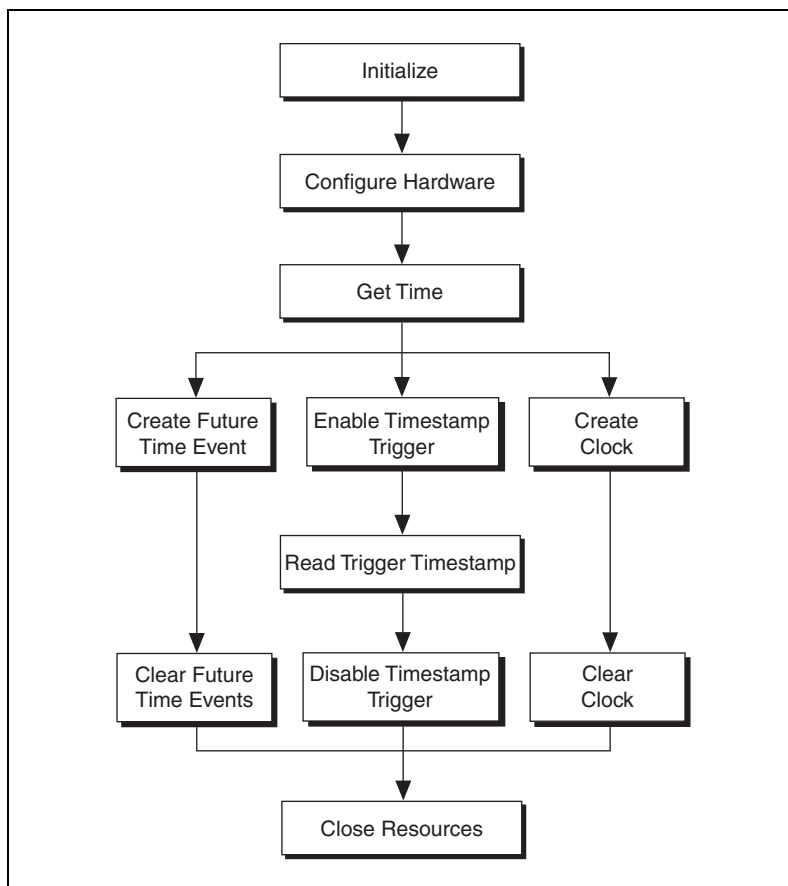 Initialize
Configure Hardware
Get Time
Create Future
Time Event
Enable Timestamp
Trigger
Create
Clock
Read Trigger Timestamp
Clear Future
Time Events
Disable Timestamp
Trigger
Clear
Clock
Close Resources